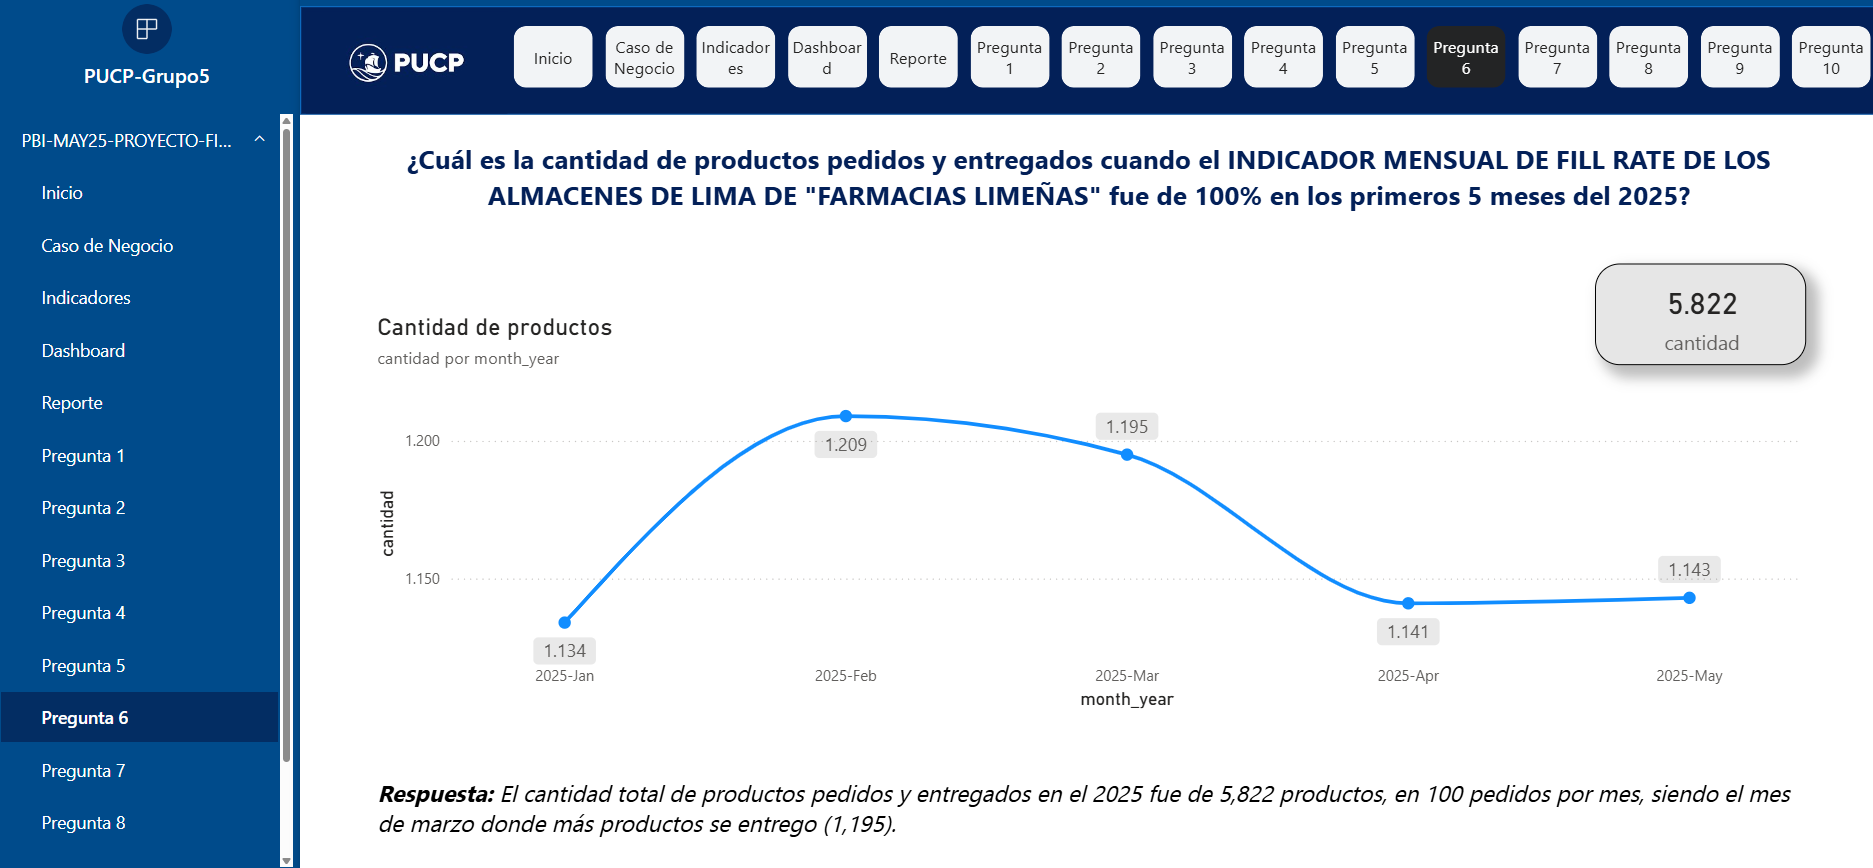 PUCP-Grupo5
PBI-MAY25-PROYECTO-FI...
Inicio
Caso de Negocio
Indicadores
Dashboard
Reporte
Pregunta 1
Pregunta 2
Pregunta 3
Pregunta 4
Pregunta 5
Pregunta 6
Pregunta 7
Pregunta 8
PUCP
Inicio
Caso de
Negocio
Indicador
es
Dashboar
d
Reporte
Pregunta
1
Pregunta
2
Pregunta
3
Pregunta
4
Pregunta
5
Pregunta
6
Pregunta
7
Pregunta
8
Pregunta
9
Pregunta
10
¿Cuál es la cantidad de productos pedidos y entregados cuando el INDICADOR MENSUAL DE FILL RATE DE LOS
ALMACENES DE LIMA DE "FARMACIAS LIMEÑAS" fue de 100% en los primeros 5 meses del 2025?
5.822
cantidad
Cantidad de productos
cantidad por month_year
cantidad
1.200
1.150
1.134
1.209
1.195
1.141
1.143
2025-Jan
2025-Feb
2025-Mar
2025-Apr
2025-May
month_year
Respuesta: El cantidad total de productos pedidos y entregados en el 2025 fue de 5,822 productos, en 100 pedidos por mes, siendo el mes
de marzo donde más productos se entrego (1,195).